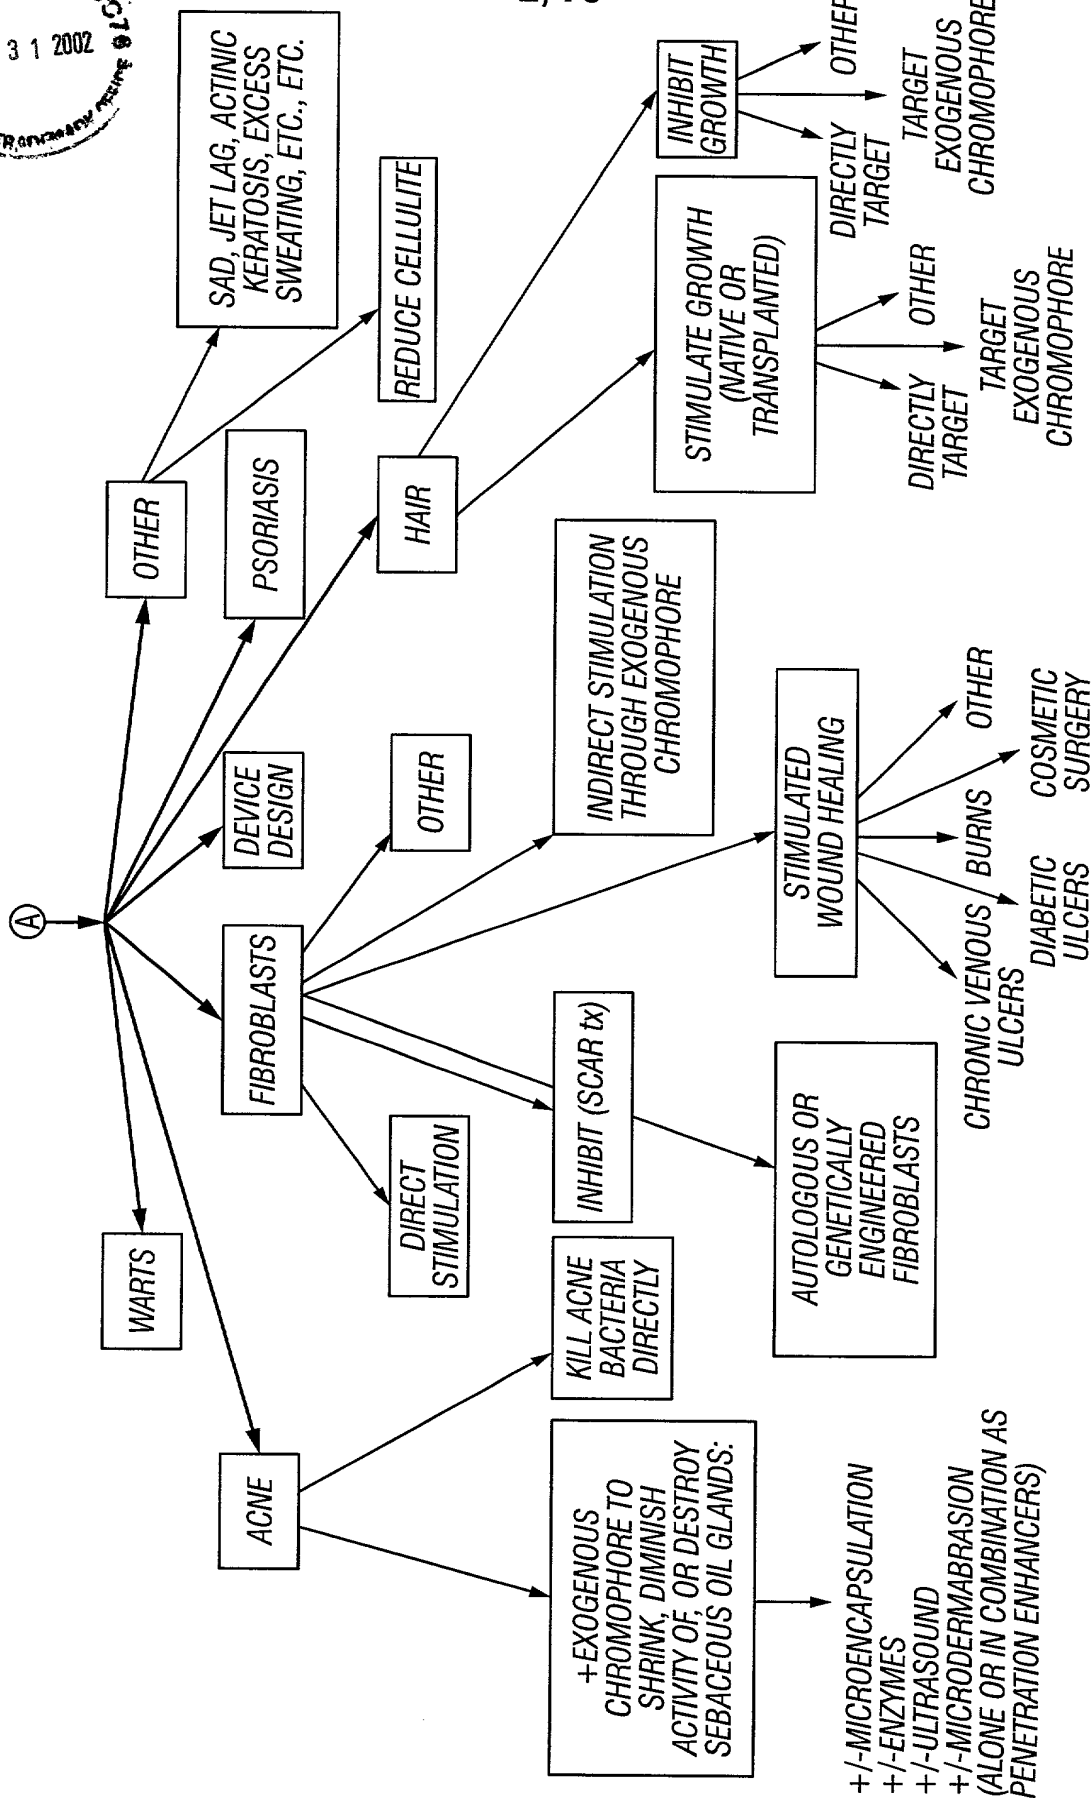 3 1 2002
A
WARTS
ACNE
FIBROBLASTS
DEVICE
DESIGN
PSORIASIS
OTHER
SAD, JET LAG, ACTINIC
KERATOSIS, EXCESS
SWEATING, ETC., ETC.
REDUCE CELLULITE
HAIR
OTHER
DIRECT
STIMULATION
+EXOGENOUS
CHROMOPHORE TO
SHRINK, DIMINISH
ACTIVITY OF, OR DESTROY
SEBACEOUS OIL GLANDS:
KILL ACNE
BACTERIA
DIRECTLY
INHIBIT (SCAR tx)
INDIRECT STIMULATION
THROUGH EXOGENOUS
CHROMOPHORE
STIMULATE GROWTH
(NATIVE OR
TRANSPLANTED)
INHIBIT
GROWTH
AUTOLOGOUS OR
GENETICALLY
ENGINEERED
FIBROBLASTS
STIMULATED
WOUND HEALING
DIRECTLY
TARGET
OTHER
TARGET
EXOGENOUS
CHROMOPHORE
DIRECTLY
TARGET
OTHER
TARGET
EXOGENOUS
CHROMOPHORE
+/-MICROENCAPSULATION
+/-ENZYMES
+/-ULTRASOUND
+/-MICRODERMABRASION
(ALONE OR IN COMBINATION AS
PENETRATION ENHANCERS)
CHRONIC VENOUS
ULCERS
DIABETIC
ULCERS
BURNS
COSMETIC
SURGERY
OTHER